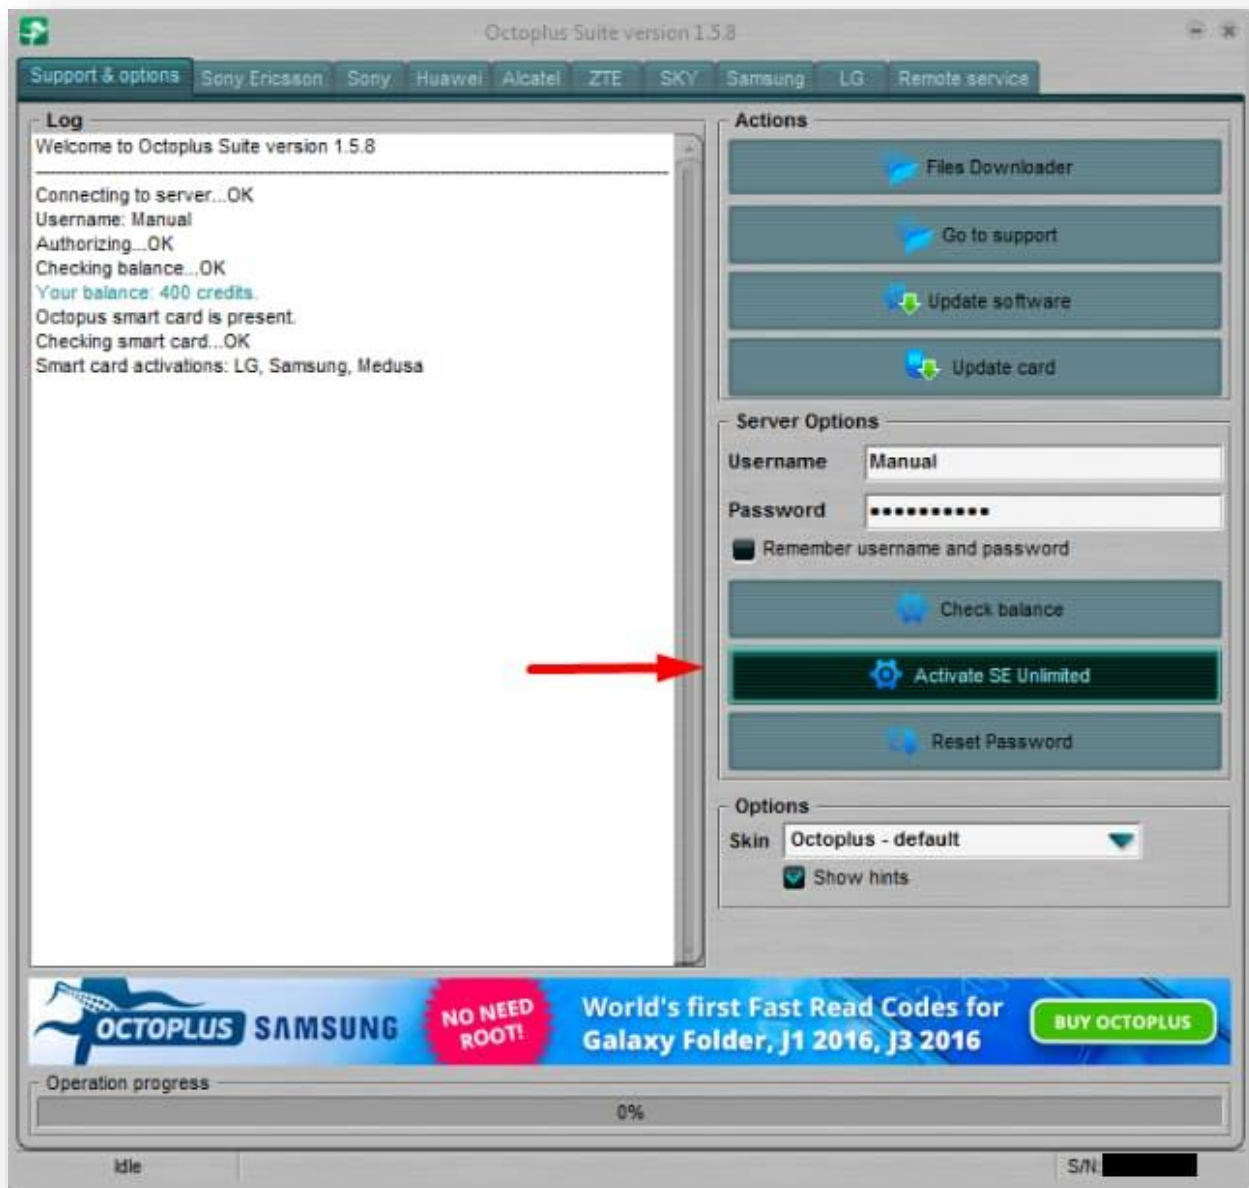 Octoplus Suite version 1.5.8
Support & options Sony Ericsson Sony Huawei Alcatel ZTE SKY Samsung LG Remote service
Log
Welcome to Octoplus Suite version 1.5.8
Connecting to server...OK
Username: Manual
Authorizing...OK
Checking balance...OK
Your balance: 400 credits.
Octopus smart card is present.
Checking smart card...OK
Smart card activations: LG, Samsung, Medusa
Actions
Files Downloader
Go to support
Update software
Update card
Server Options
Username Manual
Password ••••••••••
Remember username and password
Check balance
Activate SE Unlimited
Reset Password
Options
Skin Octoplus - default
Show hints
OCTOPLUS SAMSUNG
NO NEED
ROOT!
World's first Fast Read Codes for
Galaxy Folder, J1 2016, J3 2016
BUY OCTOPLUS
Operation progress
0%
Idle
S/N: